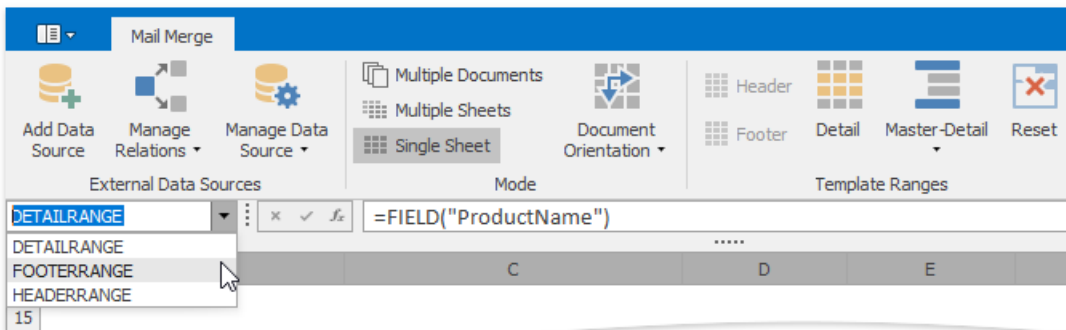 Mail Merge
Multiple Documents
Multiple Sheets
Single Sheet
Header
Footer
Add Data Source
Manage Relations
Manage Data Source
Document Orientation
Detail
Master-Detail
Reset
External Data Sources
Mode
Template Ranges
DETAILRANGE
fx
=FIELD("ProductName")
DETAILRANGE
FOOTERRANGE
HEADERRANGE
C
D
E
15